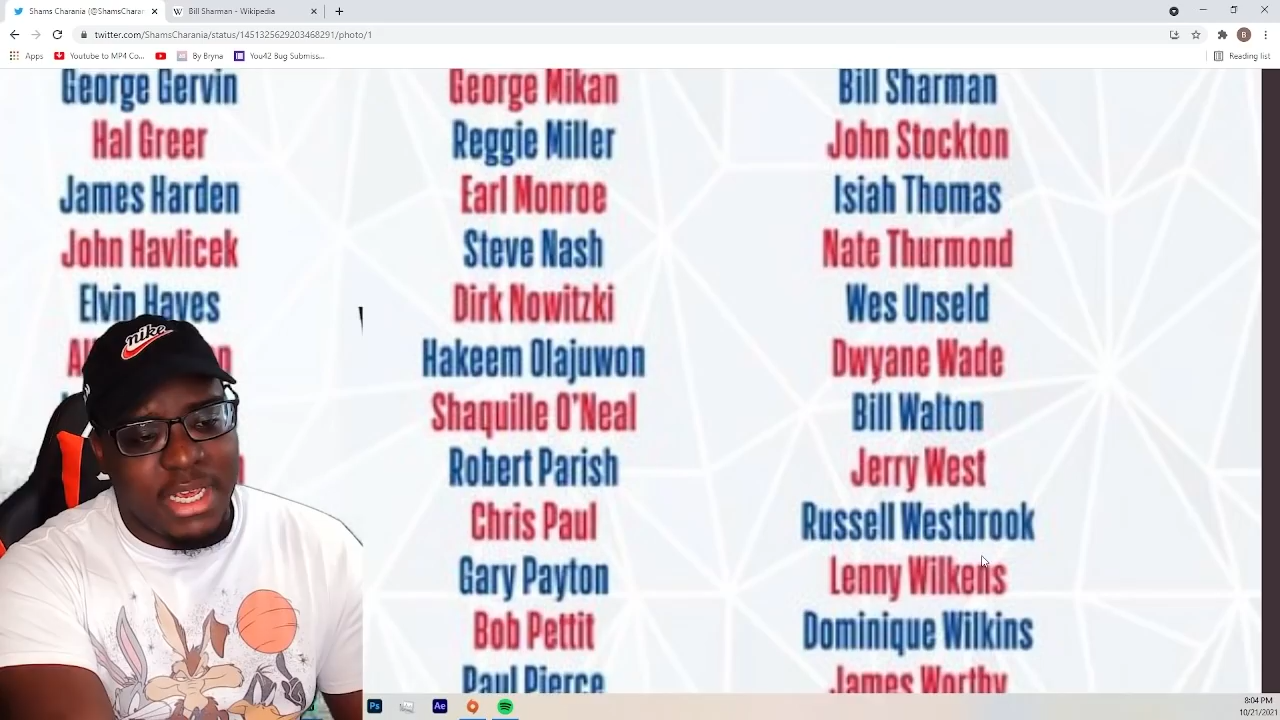 Shams Charania (@ShamsChara
Bill Sharman - Wikipedia
twitter.com/ShamsCharania/status/1451325629203468291/photo/1
B
Apps
Youtube to MP4 Co...
By Bryna
You42 Bug Submiss...
Reading list
George Gervin
Hal Greer
James Harden
John Havlicek
Elvin Hayes
George Mikan
Reggie Miller
Earl Monroe
Steve Nash
Dirk Nowitzki
Hakeem Olajuwon
Shaquille O'Neal
Robert Parish
Chris Paul
Gary Payton
Bob Pettit
Paul Pierce
Bill Sharman
John Stockton
Isiah Thomas
Nate Thurmond
Wes Unseld
Dwyane Wade
Bill Walton
Jerry West
Russell Westbrook
Lenny Wilkens
Dominique Wilkins
James Worthy
nike
Ps
Ae
8:04 PM
10/21/2021